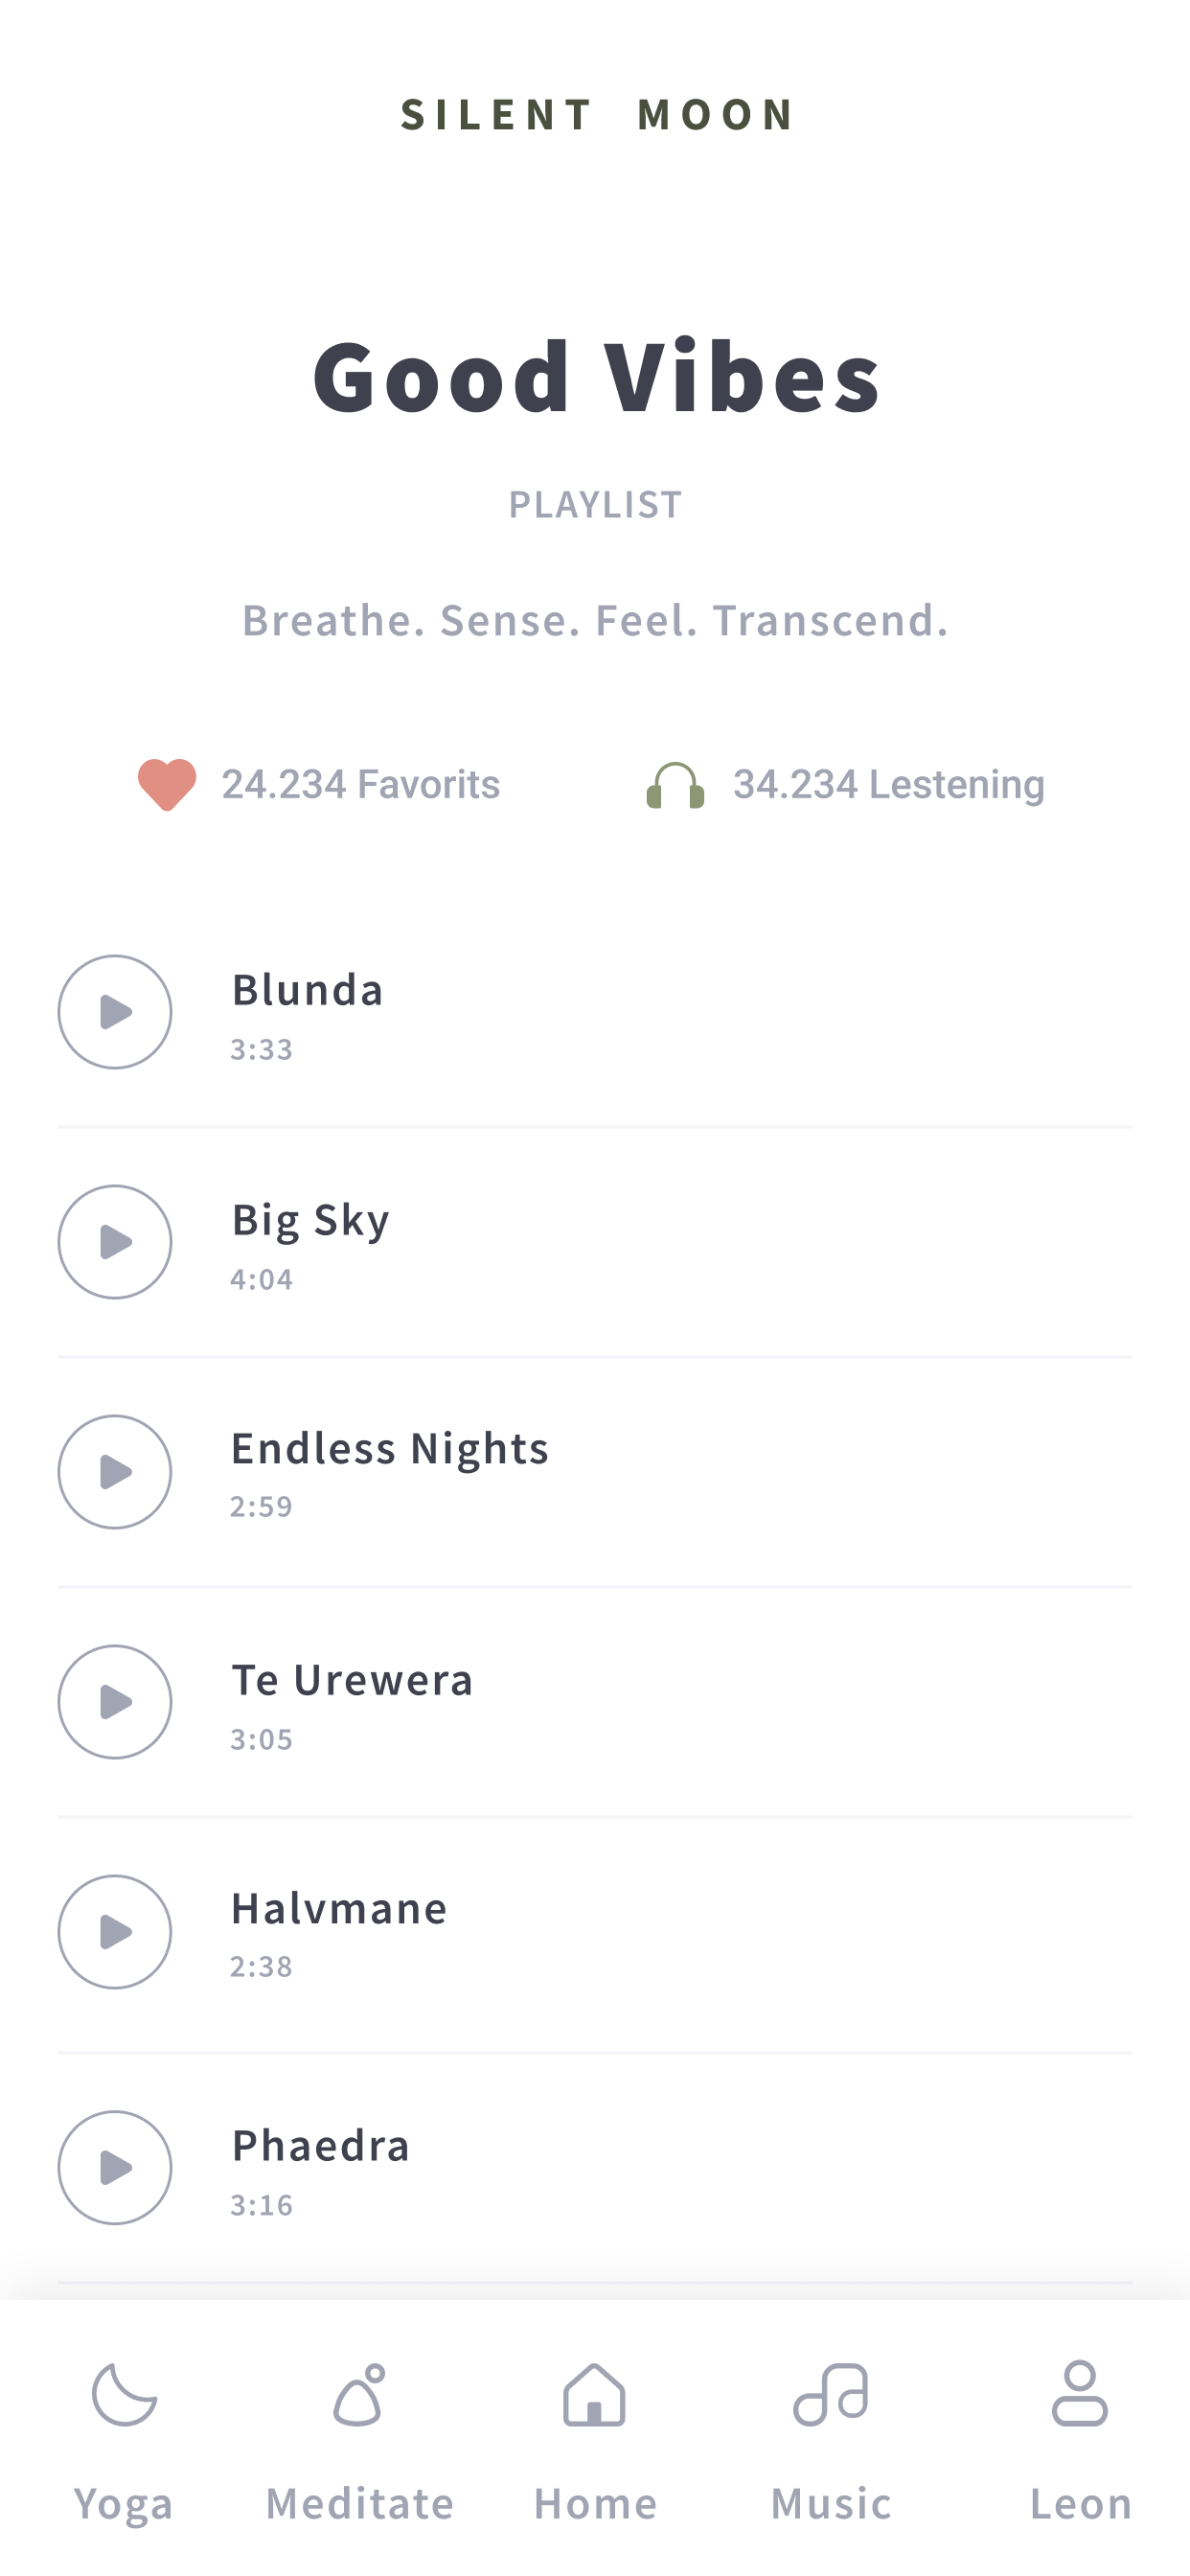 SILENT MOON
Good Vibes
PLAYLIST
Breathe. Sense. Feel. Transcend.
24.234 Favorits
34.234 Lestening
Blunda
3:33
Big Sky
4:04
Endless Nights
2:59
Te Urewera
3:05
Halvmane
2:38
Phaedra
3:16
Yoga
Meditate
Home
Music
Leon